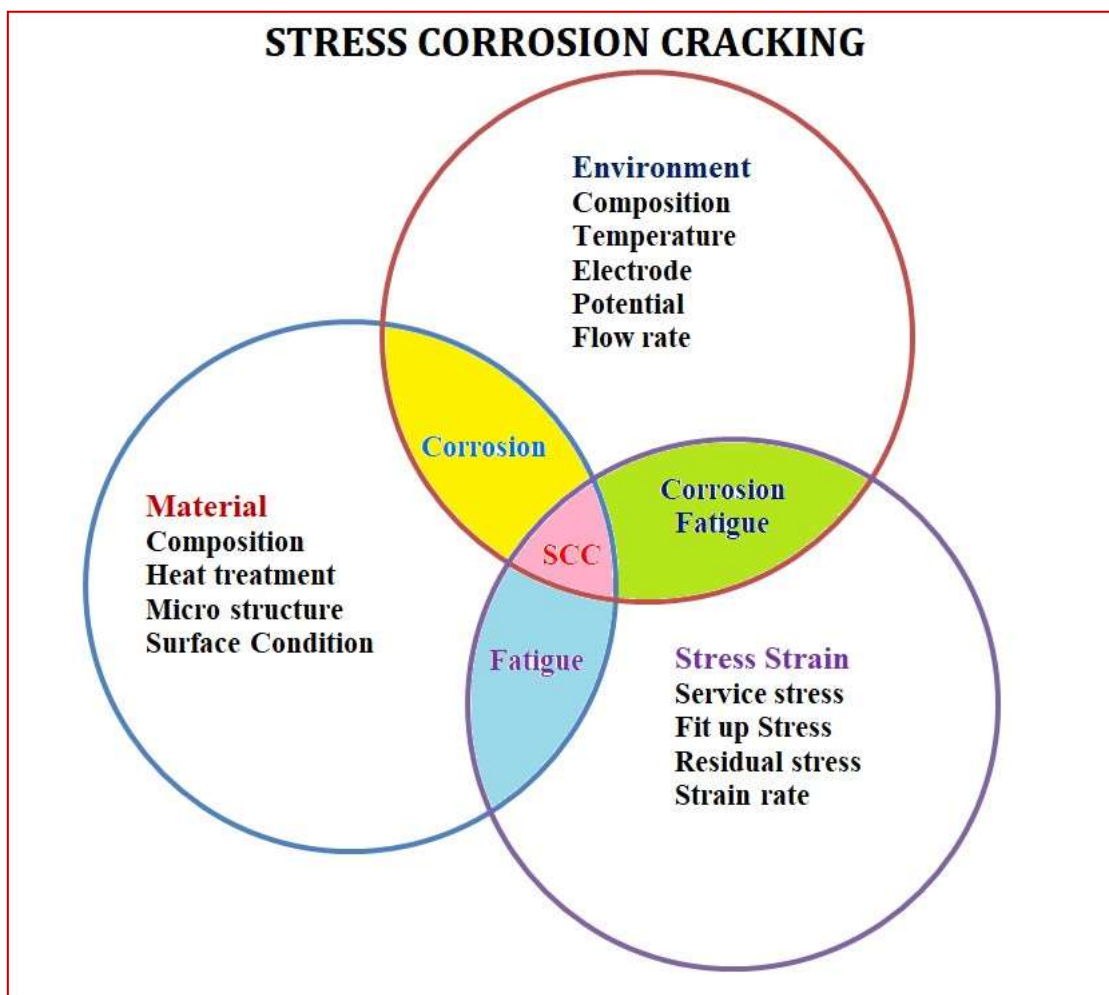 STRESS CORROSION CRACKING
Environment
Composition
Temperature
Electrode
Potential
Flow rate
Corrosion
Material
Composition
Heat treatment
Micro structure
Surface Condition
Corrosion
Fatigue
SCC
Fatigue
Stress Strain
Service stress
Fit up Stress
Residual stress
Strain rate